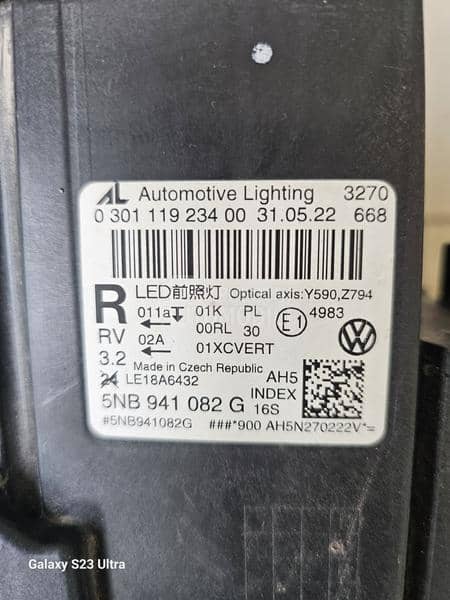 AL Automotive Lighting 3270
0 301 119 234 00 31.05.22 668
R LED前照灯 Optical axis:Y590,Z794
011a 01K PL E1 4983
00RL 30
RV 02A 01XCVERT
3.2 Made in Czech Republic
24 LE18A6432 AH5
5NB 941 082 G INDEX 16S
#5NB941082G ###*900 AH5N270222V*=
Galaxy S23 Ultra